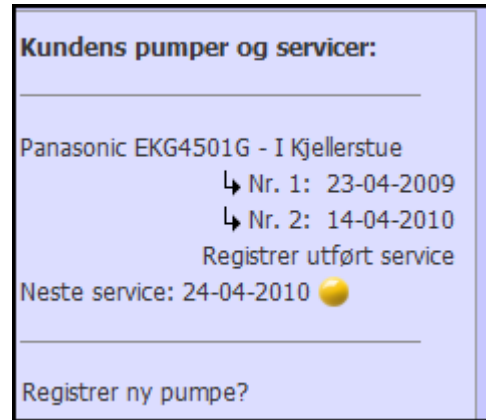 Kundens pumper og servicer:
Panasonic EKG4501G - I Kjellerstue
Nr. 1: 23-04-2009
Nr. 2: 14-04-2010
Registrer utført service
Neste service: 24-04-2010
Registrer ny pumpe?